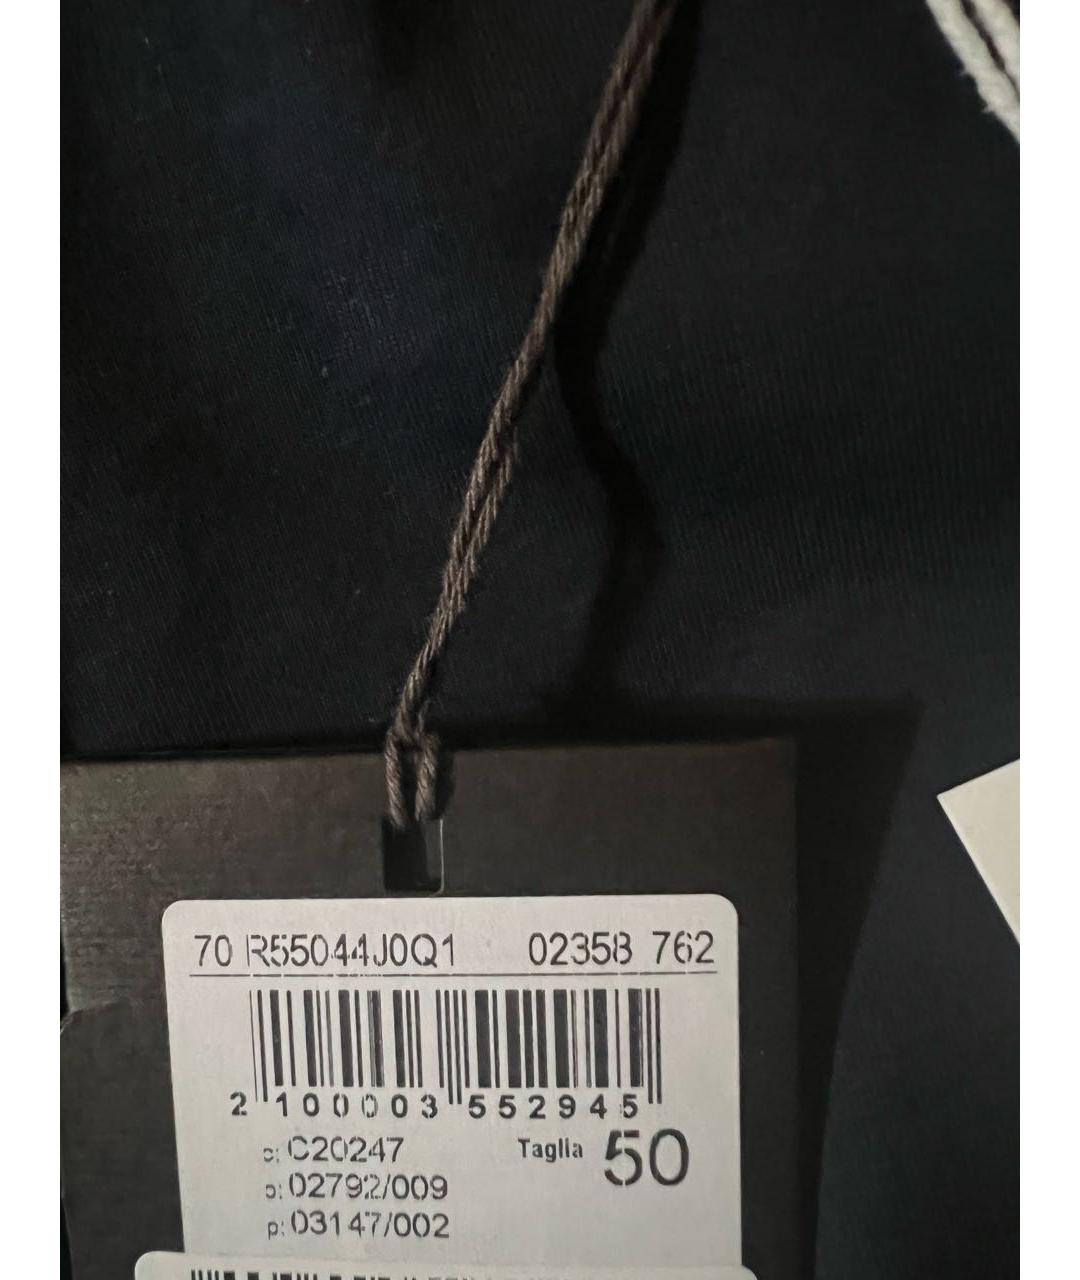 70 R55044J0Q1 02358 762
2 100003 552945
c: C20247 Taglia 50
o: 02792/009
p: 03147/002